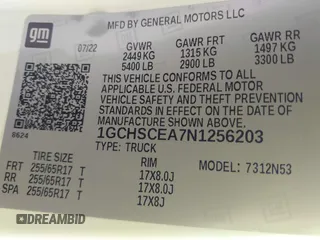 gm
MFD BY GENERAL MOTORS LLC
07/22 GVWR GAWR FRT GAWR RR
2449 KG 1315 KG 1497 KG
5400 LB 2900 LB 3300 LB
THIS VEHICLE CONFORMS TO ALL
APPLICABLE U.S. FEDERAL MOTOR
VEHICLE SAFETY STANDARDS IN
EFFECT ON THE DATE OF
MANUFACTURE SHOWN ABOVE.
1GCHSCEA7N1256203
8624
TYPE: TRUCK
TIRE SIZE RIM MODEL: 7312N53
FRT 255/65R17 T 17X8.0J
RR 255/65R17 T 17X8.0J
SPA 255/65R17 T 17X8J
DREAMBID